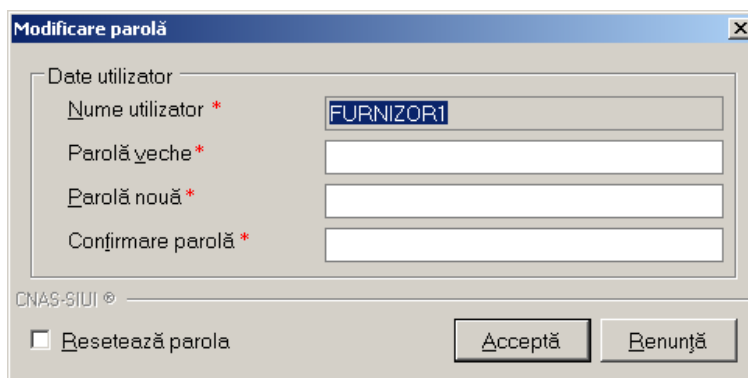 Modificare parolă
Date utilizator
Nume utilizator *
FURNIZOR1
Parolă veche *
Parolă nouă *
Confirmare parolă *
CNAS-SIUI ®
Resetează parola
Acceptă
Renunţă